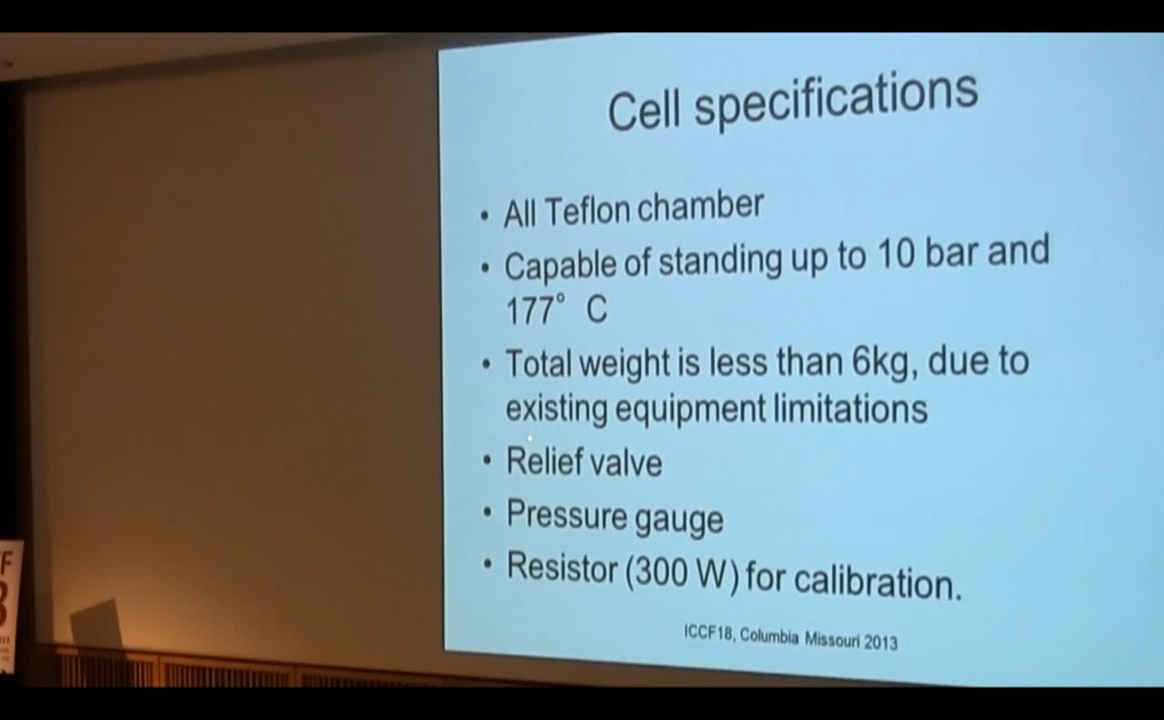 Cell specifications
• All Teflon chamber
• Capable of standing up to 10 bar and
177° C
• Total weight is less than 6kg, due to
existing equipment limitations
• Relief valve
• Pressure gauge
• Resistor (300 W) for calibration.
ICCF18, Columbia Missouri 2013